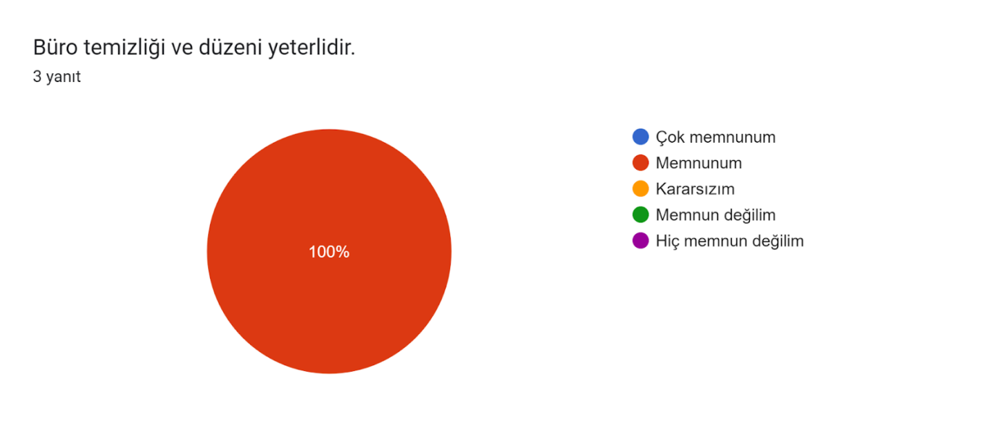 Büro temizliği ve düzeni yeterlidir.
3 yanıt
100%
Çok memnunum
Memnunum
Kararsızım
Memnun değilim
Hiç memnun değilim